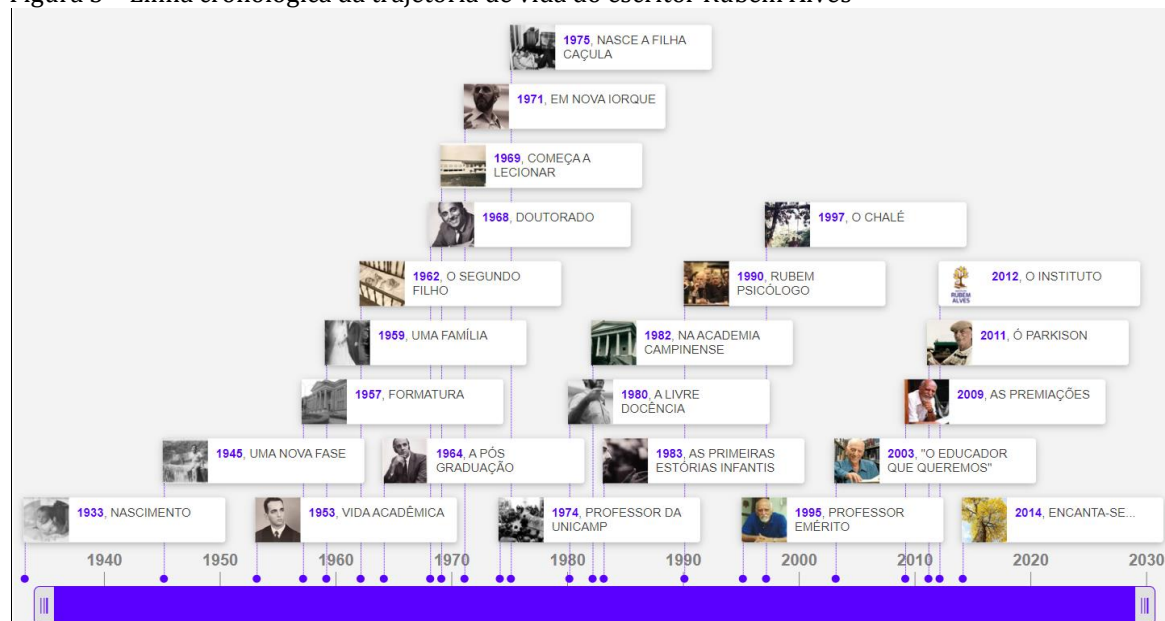 Figura 3 – Linha cronológica da trajetória de vida do escritor Rubem Alves
1975, NASCE A FILHA
CAÇULA
1971, EM NOVA IORQUE
1969, COMEÇA A
LECIONAR
1968, DOUTORADO
1997, O CHALÉ
1962, O SEGUNDO
FILHO
1990, RUBEM
PSICÓLOGO
RUBEM
ALVES
2012, O INSTITUTO
1959, UMA FAMÍLIA
1982, NA ACADEMIA
CAMPINENSE
2011, Ó PARKISON
1957, FORMATURA
1980, A LIVRE
DOCÊNCIA
2009, AS PREMIAÇÕES
1945, UMA NOVA FASE
1964, A PÓS
GRADUAÇÃO
1983, AS PRIMEIRAS
ESTÓRIAS INFANTIS
2003, "O EDUCADOR
QUE QUEREMOS"
1933, NASCIMENTO
1953, VIDA ACADÊMICA
1974, PROFESSOR DA
UNICAMP
1995, PROFESSOR
EMÉRITO
2014, ENCANTA-SE...
1940 1950 1960 1970 1980 1990 2000 2010 2020 2030